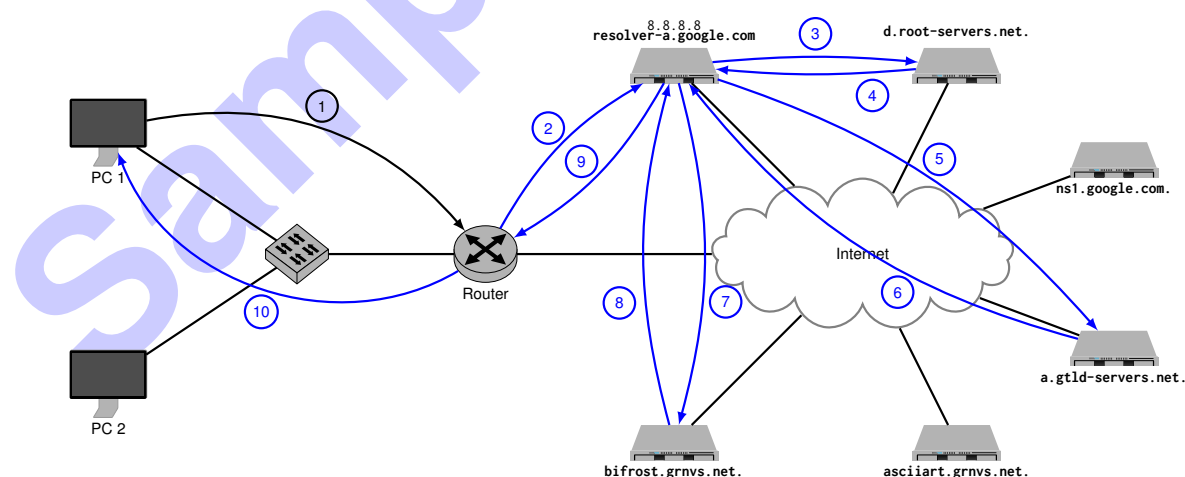 8.8.8.8
resolver-a.google.com
d.root-servers.net.
3
4
1
2
9
5
PC 1
ns1.google.com.
Internet
Router
6
10
8
7
a.gtld-servers.net.
PC 2
bifrost.grnvs.net.
asciiart.grnvs.net.
Samp